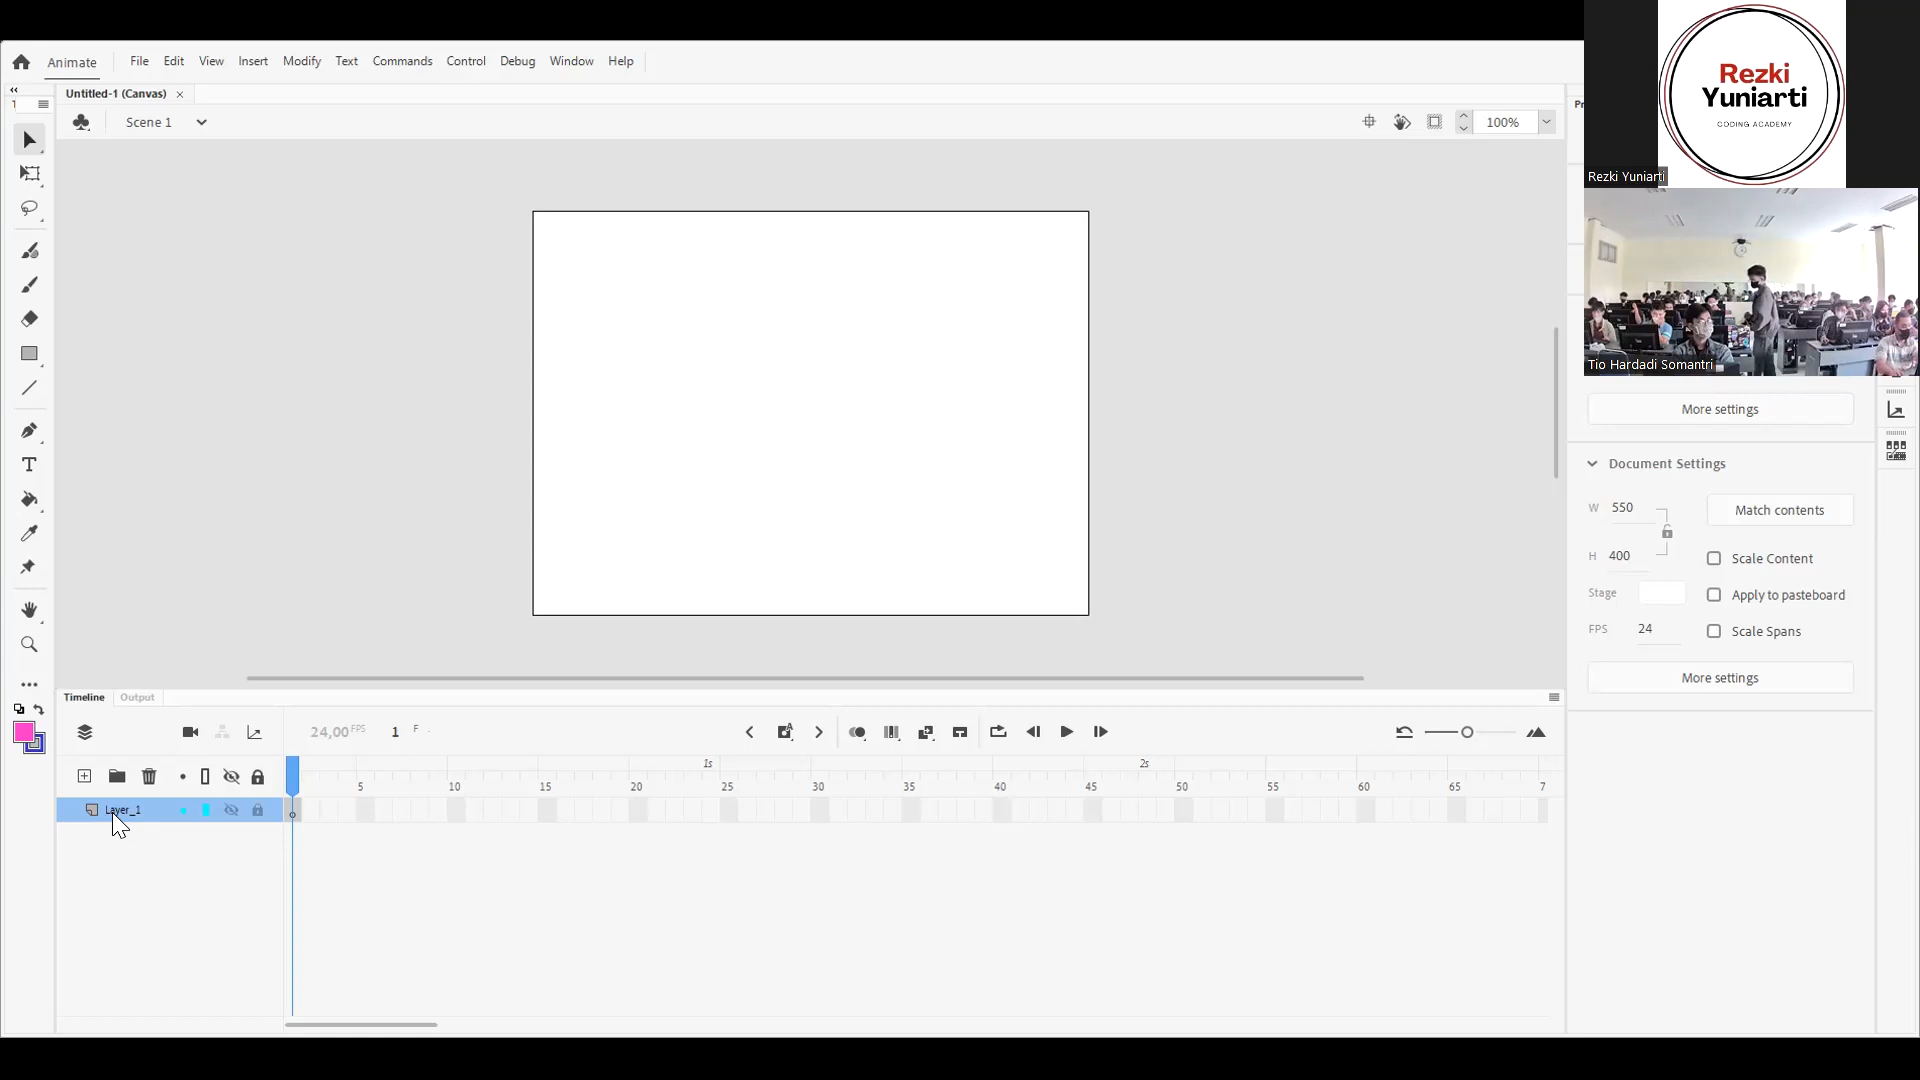 Animate
File Edit View Insert Modify Text Commands Control Debug Window Help
Untitled-1 (Canvas) ×
Scene 1
100%
Rezki
Yuniarti
CODING ACADEMY
Rezki Yuniarti
Tio Hardadi Somantri
More settings
Document Settings
W 550
Match contents
H 400
Scale Content
Stage
Apply to pasteboard
FPS 24
Scale Spans
More settings
Timeline Output
24,00 FPS 1 F
1s 2s
5 10 15 20 25 30 35 40 45 50 55 60 65 7
Layer_1